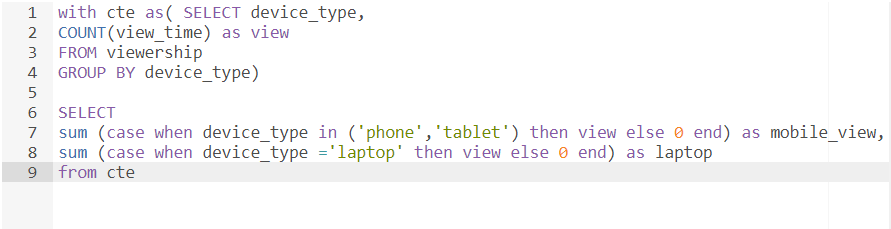 1 with cte as( SELECT device_type,
2 COUNT(view_time) as view
3 FROM viewership
4 GROUP BY device_type)
5
6 SELECT
7 sum (case when device_type in ('phone','tablet') then view else 0 end) as mobile_view,
8 sum (case when device_type ='laptop' then view else 0 end) as laptop
9 from cte